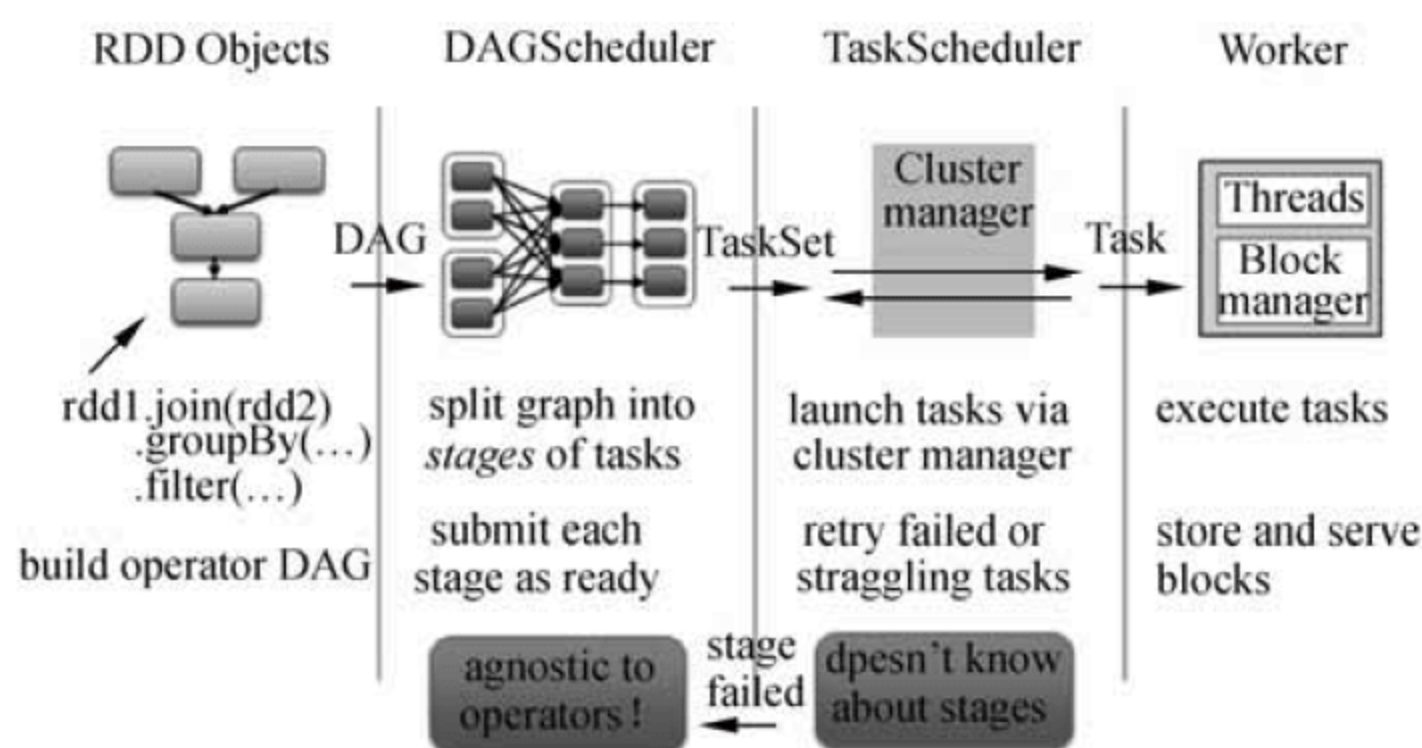 RDD Objects
DAGScheduler
TaskScheduler
Worker
DAG
TaskSet
Cluster
manager
Task
Threads
Block
manager
rdd1.join(rdd2)
.groupBy(…)
.filter(…)
build operator DAG
split graph into
stages of tasks
submit each
stage as ready
launch tasks via
cluster manager
retry failed or
straggling tasks
execute tasks
store and serve
blocks
agnostic to
operators!
stage
failed
dpesn't know
about stages